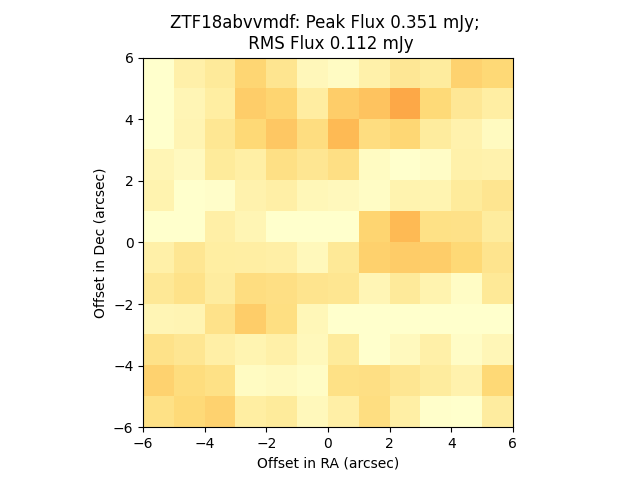 ZTF18abvvmdf: Peak Flux 0.351 mJy;
RMS Flux 0.112 mJy
6
4
2
0
−2
−4
−6
Offset in Dec (arcsec)
−6 −4 −2 0 2 4 6
Offset in RA (arcsec)